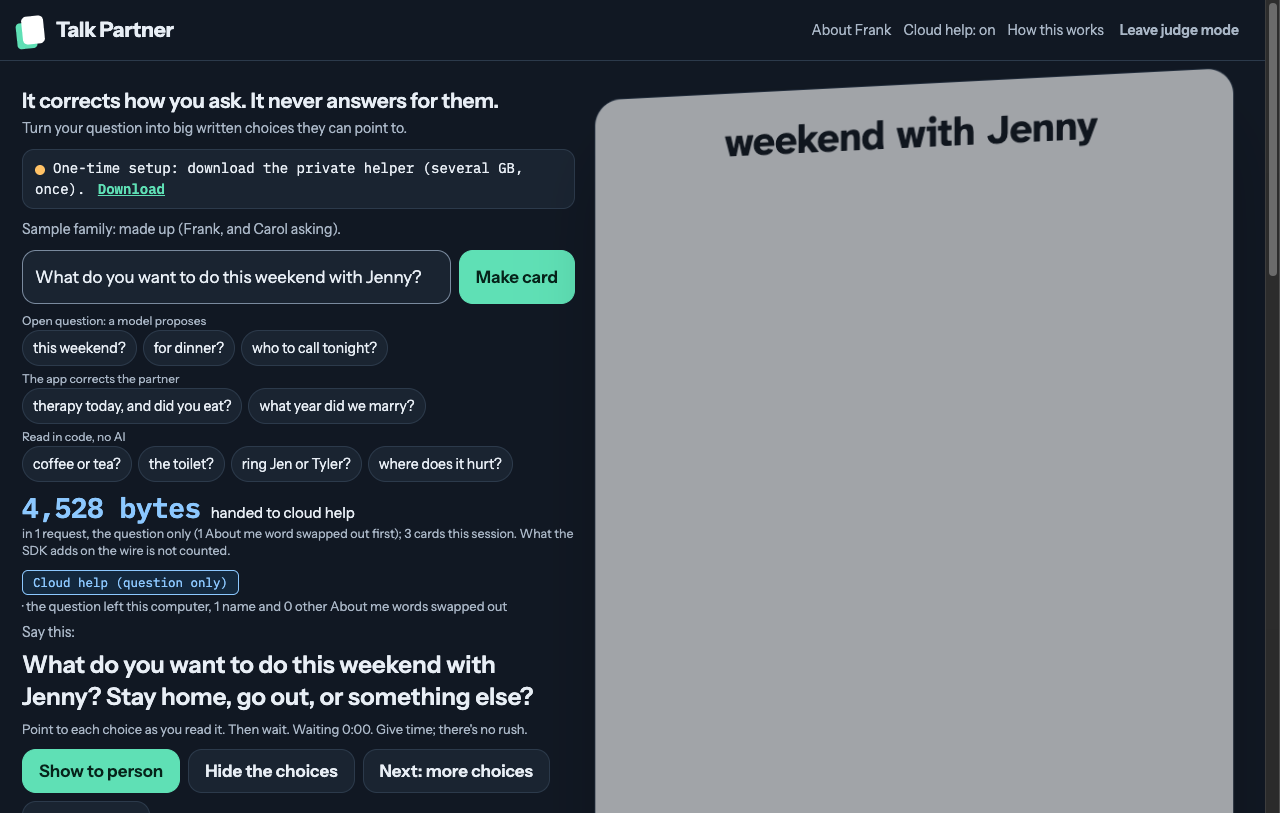 Talk Partner
About Frank
Cloud help: on
How this works
Leave judge mode
It corrects how you ask. It never answers for them.
Turn your question into big written choices they can point to.
One-time setup: download the private helper (several GB,
once). Download
Sample family: made up (Frank, and Carol asking).
What do you want to do this weekend with Jenny?
Make card
Open question: a model proposes
this weekend?
for dinner?
who to call tonight?
The app corrects the partner
therapy today, and did you eat?
what year did we marry?
Read in code, no AI
coffee or tea?
the toilet?
ring Jen or Tyler?
where does it hurt?
4,528 bytes handed to cloud help
in 1 request, the question only (1 About me word swapped out first); 3 cards this session. What the
SDK adds on the wire is not counted.
Cloud help (question only)
· the question left this computer, 1 name and 0 other About me words swapped out
Say this:
What do you want to do this weekend with
Jenny? Stay home, go out, or something else?
Point to each choice as you read it. Then wait. Waiting 0:00. Give time; there's no rush.
Show to person
Hide the choices
Next: more choices
weekend with Jenny